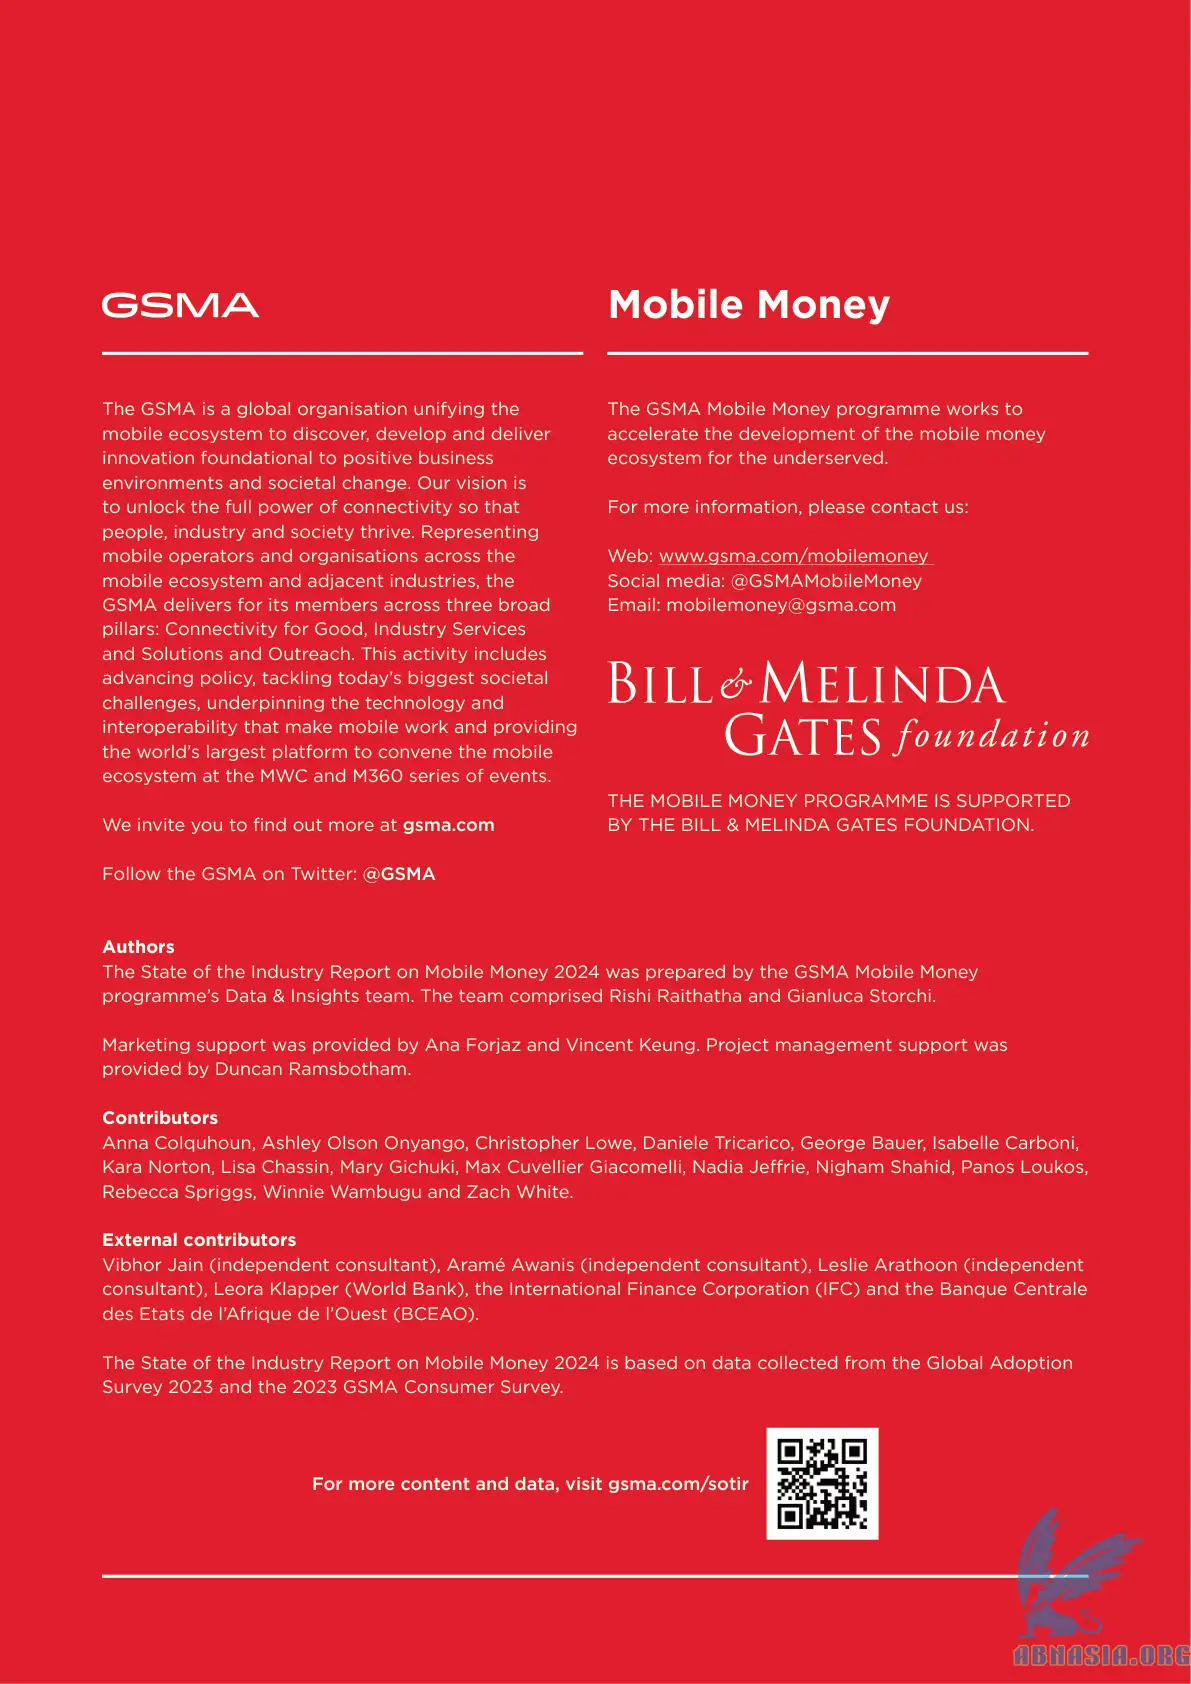 GSMA
The GSMA is a global organisation unifying the
mobile ecosystem to discover, develop and deliver
innovation foundational to positive business
environments and societal change. Our vision is
to unlock the full power of connectivity so that
people, industry and society thrive. Representing
mobile operators and organisations across the
mobile ecosystem and adjacent industries, the
GSMA delivers for its members across three broad
pillars: Connectivity for Good, Industry Services
and Solutions and Outreach. This activity includes
advancing policy, tackling today’s biggest societal
challenges, underpinning the technology and
interoperability that make mobile work and providing
the world’s largest platform to convene the mobile
ecosystem at the MWC and M360 series of events.
We invite you to find out more at gsma.com
Follow the GSMA on Twitter: @GSMA
Mobile Money
The GSMA Mobile Money programme works to
accelerate the development of the mobile money
ecosystem for the underserved.
For more information, please contact us:
Web: www.gsma.com/mobilemoney
Social media: @GSMAMobileMoney
Email: mobilemoney@gsma.com
BILL & MELINDA
GATES foundation
THE MOBILE MONEY PROGRAMME IS SUPPORTED
BY THE BILL & MELINDA GATES FOUNDATION.
Authors
The State of the Industry Report on Mobile Money 2024 was prepared by the GSMA Mobile Money
programme’s Data & Insights team. The team comprised Rishi Raithatha and Gianluca Storchi.
Marketing support was provided by Ana Forjaz and Vincent Keung. Project management support was
provided by Duncan Ramsbotham.
Contributors
Anna Colquhoun, Ashley Olson Onyango, Christopher Lowe, Daniele Tricarico, George Bauer, Isabelle Carboni,
Kara Norton, Lisa Chassin, Mary Gichuki, Max Cuvellier Giacomelli, Nadia Jeffrie, Nigham Shahid, Panos Loukos,
Rebecca Spriggs, Winnie Wambugu and Zach White.
External contributors
Vibhor Jain (independent consultant), Aramé Awanis (independent consultant), Leslie Arathoon (independent
consultant), Leora Klapper (World Bank), the International Finance Corporation (IFC) and the Banque Centrale
des Etats de l’Afrique de l’Ouest (BCEAO).
The State of the Industry Report on Mobile Money 2024 is based on data collected from the Global Adoption
Survey 2023 and the 2023 GSMA Consumer Survey.
For more content and data, visit gsma.com/sotir
ABNASIA.ORG